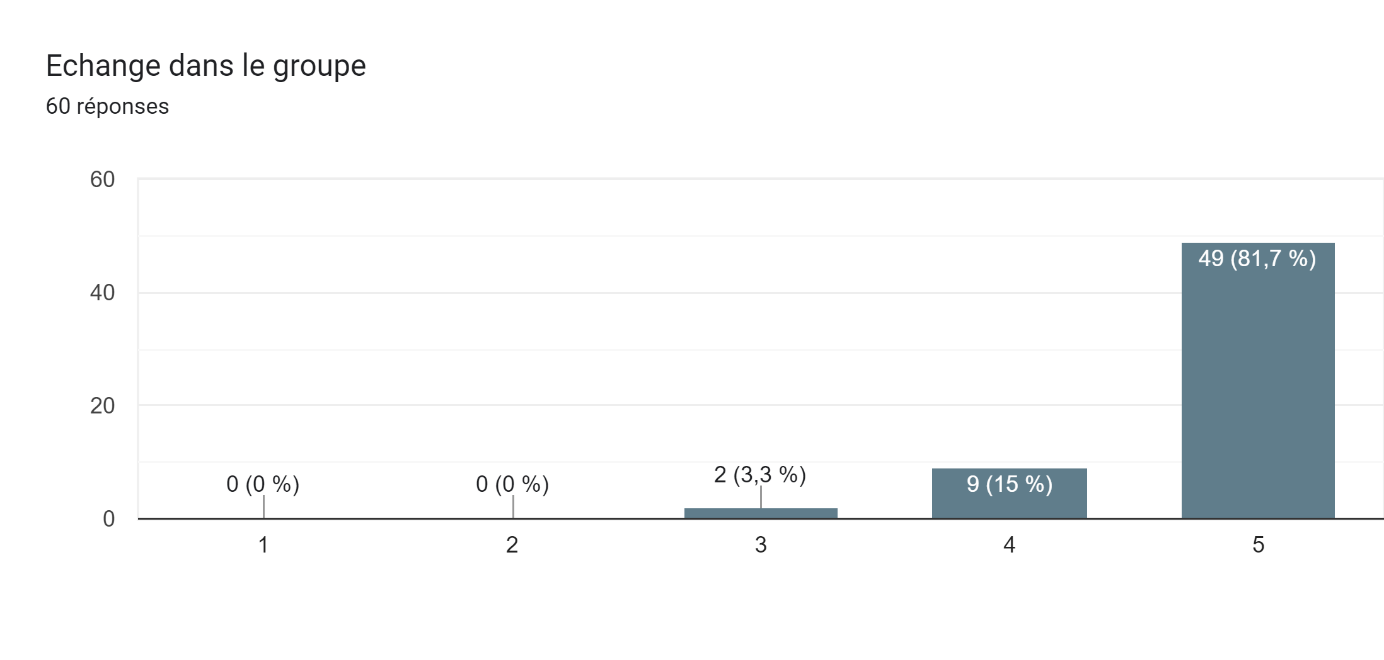 Echange dans le groupe
60 réponses
60
40
20
0
0 (0 %)
0 (0 %)
2 (3,3 %)
9 (15 %)
49 (81,7 %)
1 2 3 4 5